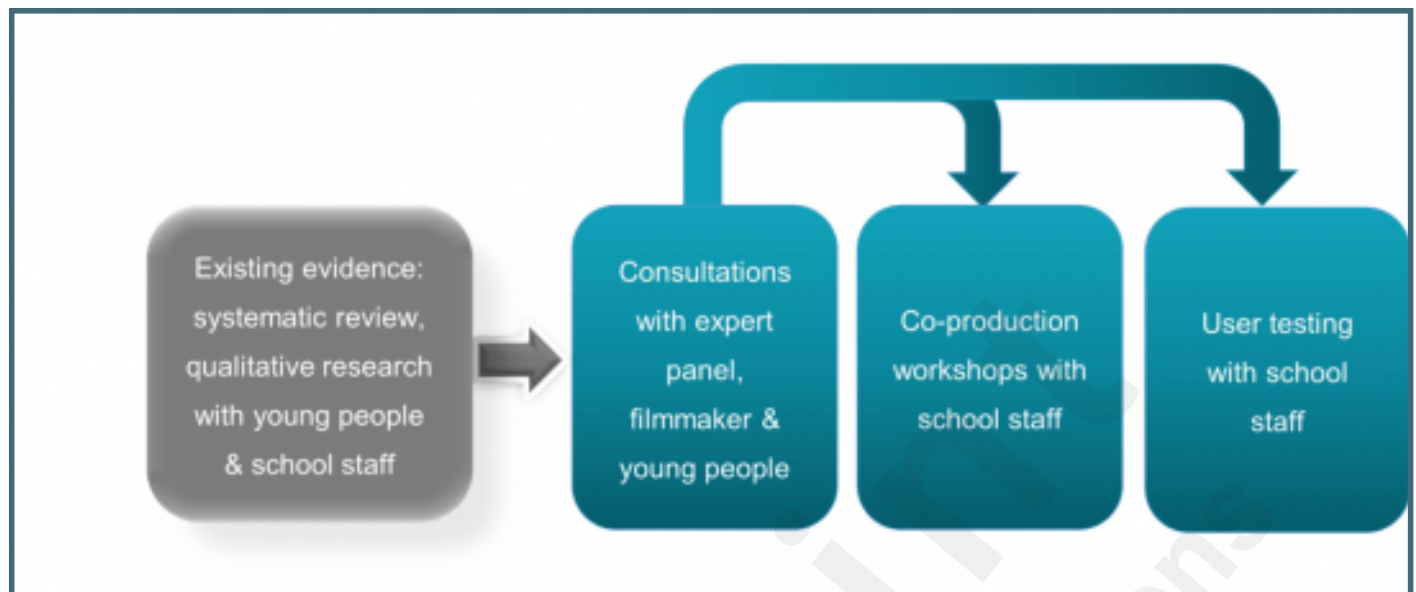 Existing evidence:
systematic review,
qualitative research
with young people
& school staff
Consultations
with expert
panel,
filmmaker &
young people
Co-production
workshops with
school staff
User testing
with school
staff